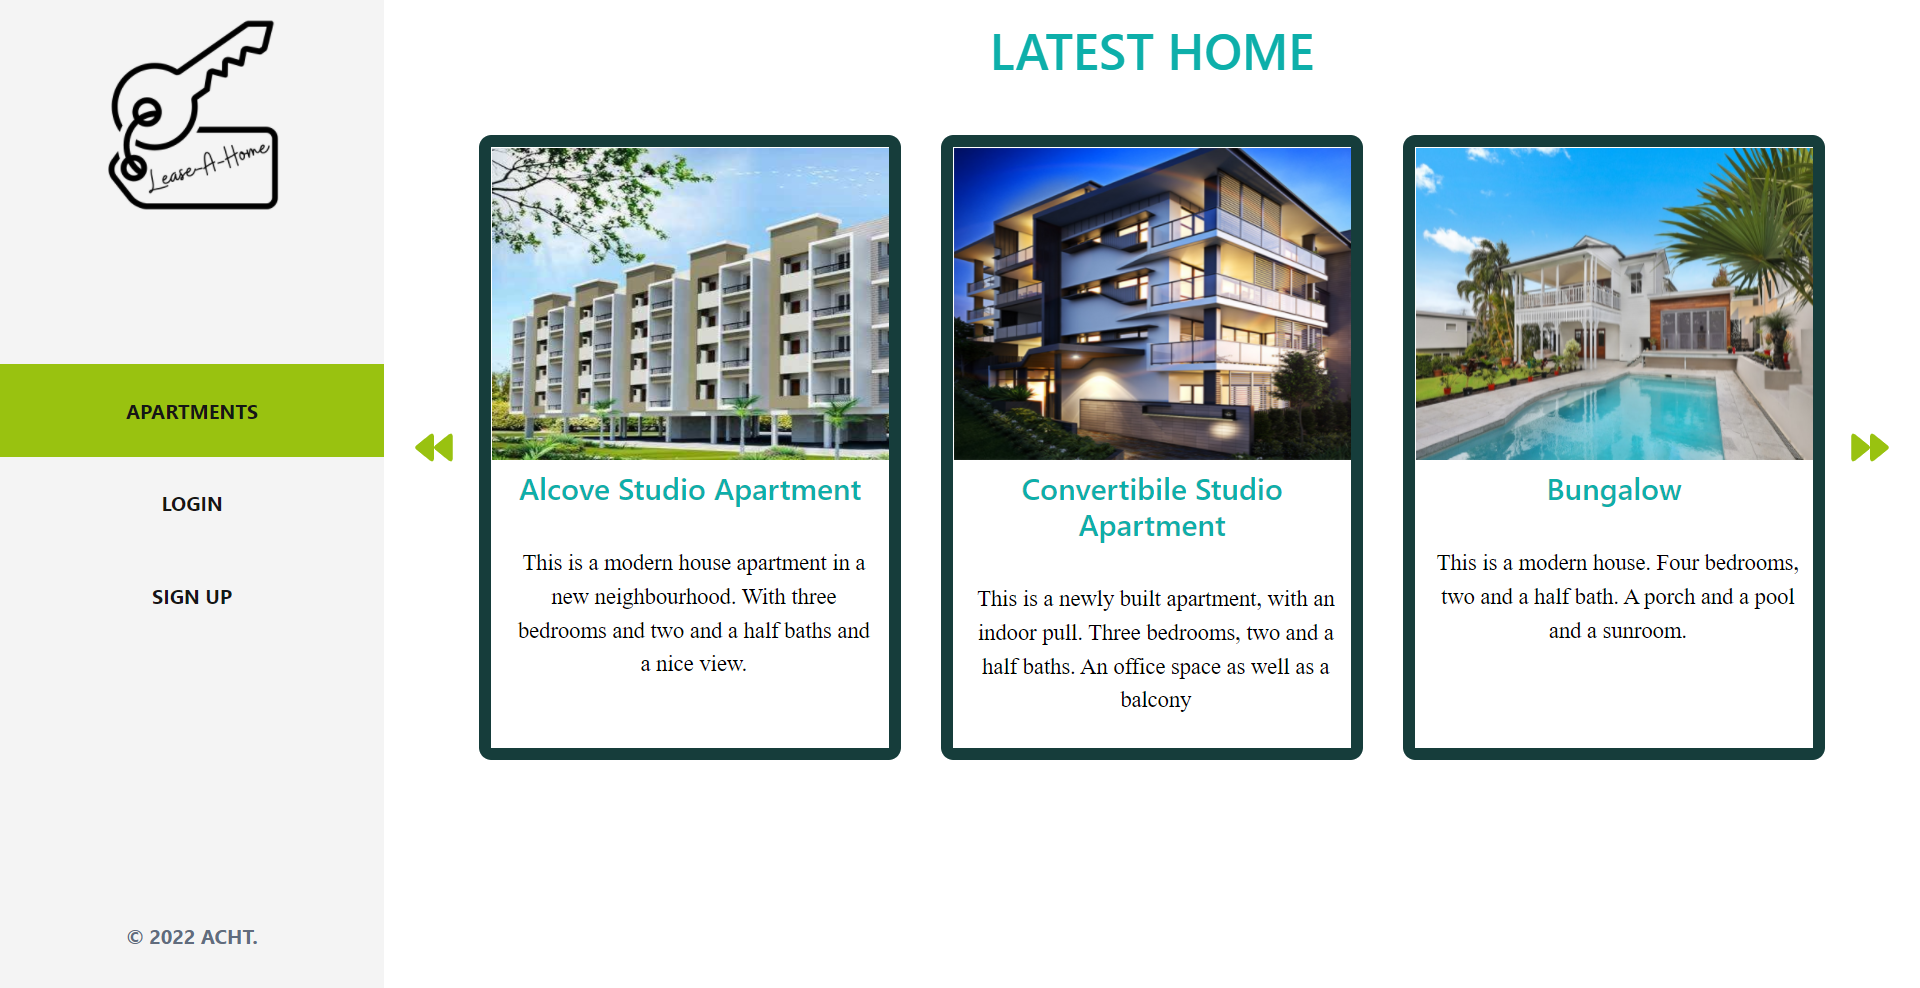 Lease-A-Home
APARTMENTS
LOGIN
SIGN UP
© 2022 ACHT.
LATEST HOME
Alcove Studio Apartment
This is a modern house apartment in a
new neighbourhood. With three
bedrooms and two and a half baths and
a nice view.
Convertibile Studio
Apartment
This is a newly built apartment, with an
indoor pull. Three bedrooms, two and a
half baths. An office space as well as a
balcony
Bungalow
This is a modern house. Four bedrooms,
two and a half bath. A porch and a pool
and a sunroom.